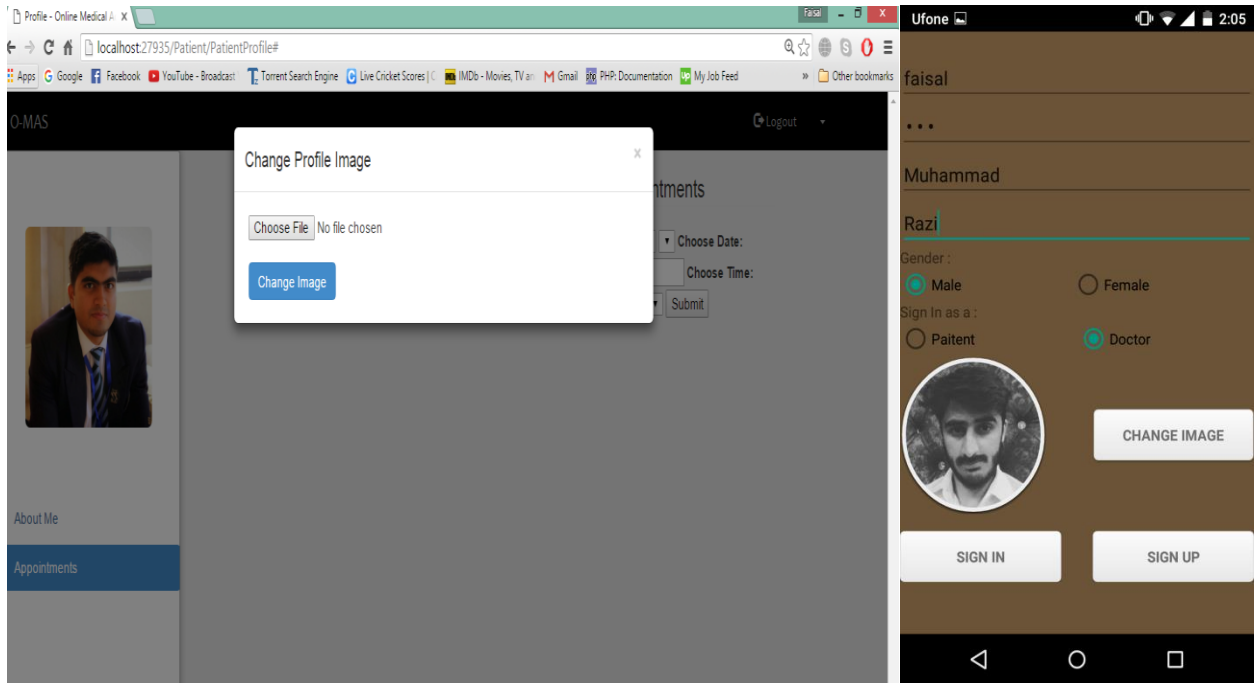 Profile - Online Medical A x
Faisal
localhost:27935/Patient/PatientProfile#
Apps Google Facebook YouTube - Broadcast Torrent Search Engine Live Cricket Scores | C IMDb - Movies, TV an Gmail PHP: Documentation My Job Feed » Other bookmarks
O-MAS
Logout
Change Profile Image
x
Choose File No file chosen
Change Image
ntments
Choose Date:
Choose Time:
Submit
About Me
Appointments
Ufone 2:05
faisal
Muhammad
Razi
Gender :
Male Female
Sign In as a :
Paitent Doctor
CHANGE IMAGE
SIGN IN SIGN UP